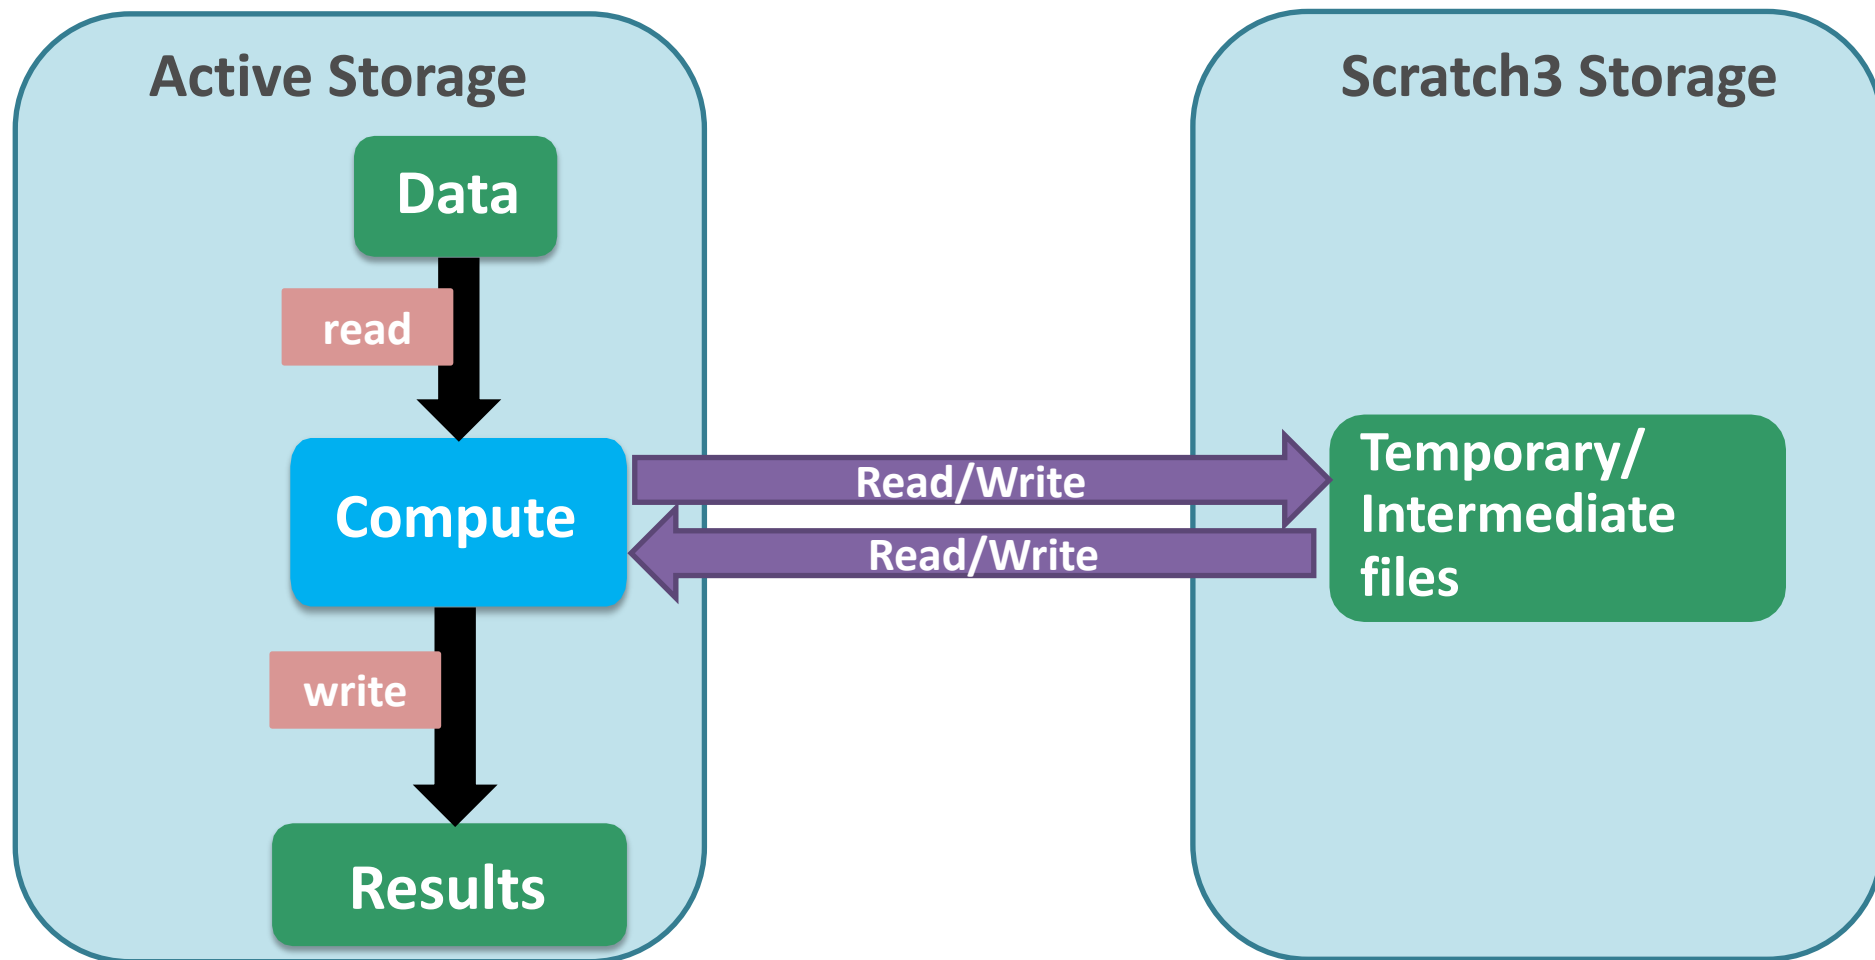 Active Storage
Scratch3 Storage
Data
read
Compute
Read/Write
Read/Write
Temporary/
Intermediate
files
write
Results